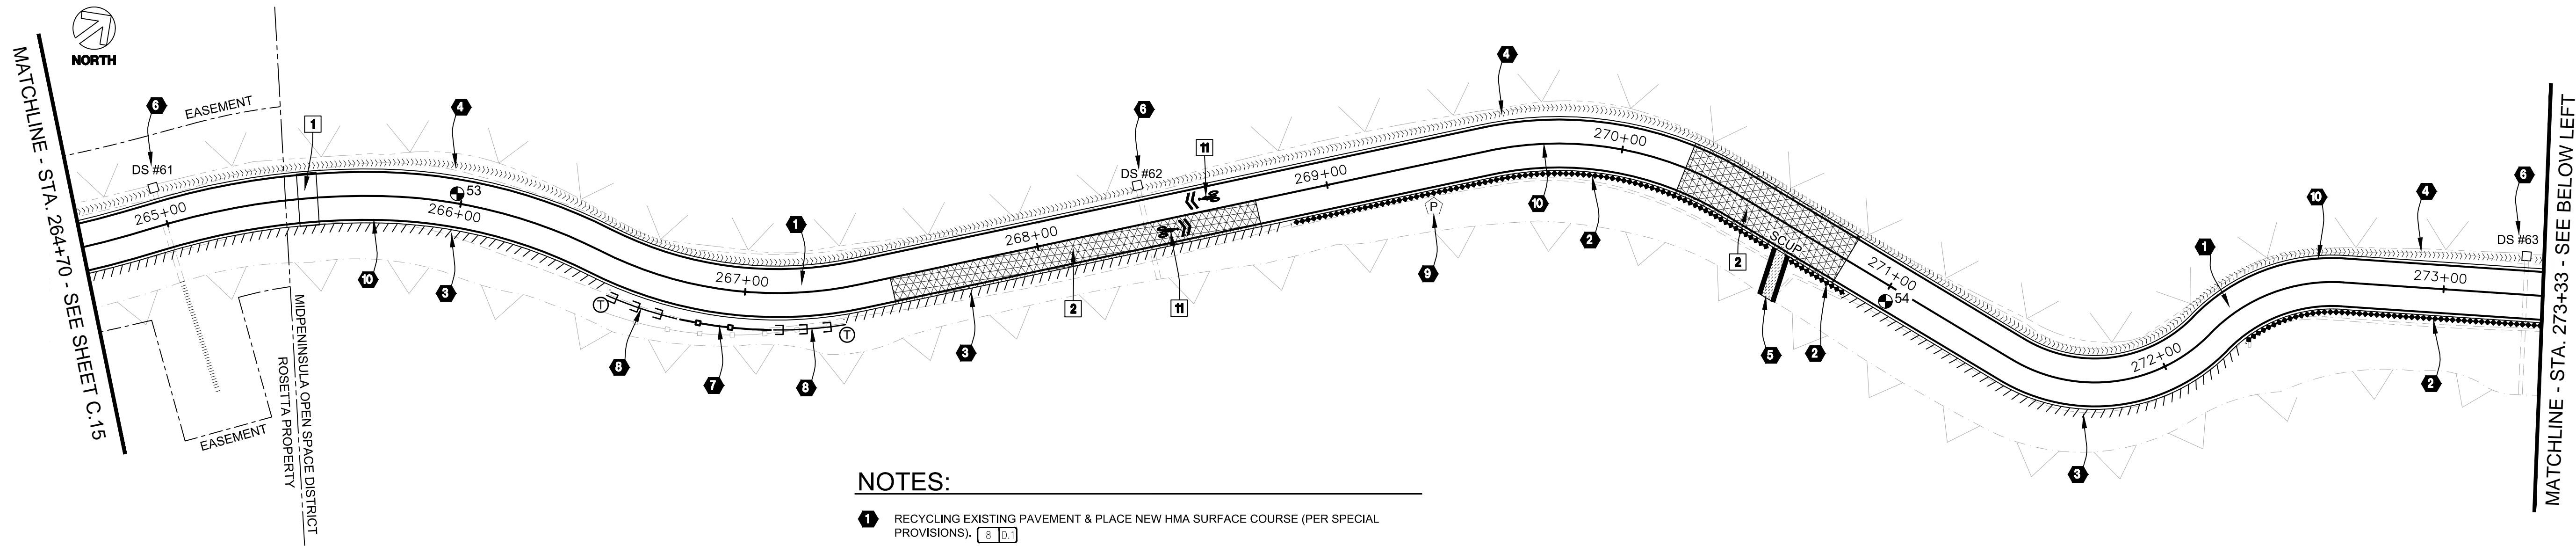 NORTH
MATCHLINE - STA. 264+70 - SEE SHEET C.15
6
EASEMENT
DS #61
1
4
265+00
53
266+00
10
3
EASEMENT
MIDPENINSULA OPEN SPACE DISTRICT
ROSETTA PROPERTY
T
8
7
8
T
267+00
1
3
268+00
2
6
DS #62
11
11
269+00
4
P
9
10
2
270+00
2
SCUP
5
2
271+00
54
3
272+00
1
10
4
273+00
2
6
DS #63
MATCHLINE - STA. 273+33 - SEE BELOW LEFT
NOTES:
1 RECYCLING EXISTING PAVEMENT & PLACE NEW HMA SURFACE COURSE (PER SPECIAL
PROVISIONS). 8 D.1